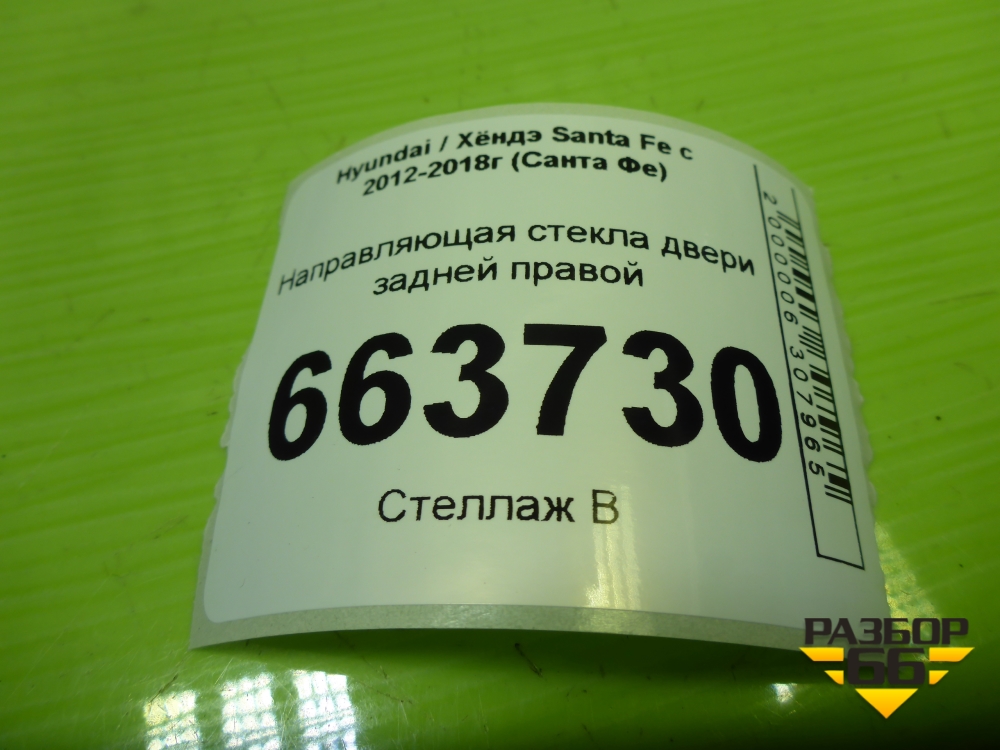 Hyundai / Хёндэ Santa Fe с
2012-2018г (Санта Фе)
Направляющая стекла двери
задней правой
663730
Стеллаж В
2000006307965
РАЗБОР
66